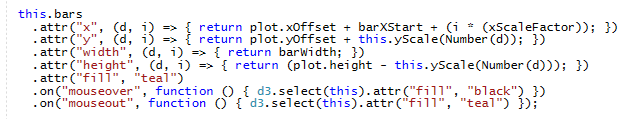 this.bars
.attr("x", (d, i) => { return plot.xOffset + barXStart + (i * (xScaleFactor)); })
.attr("y", (d, i) => { return plot.yOffset + this.yScale(Number(d)); })
.attr("width", (d, i) => { return barWidth; })
.attr("height", (d, i) => { return (plot.height - this.yScale(Number(d))); })
.attr("fill", "teal")
.on("mouseover", function () { d3.select(this).attr("fill", "black") })
.on("mouseout", function () { d3.select(this).attr("fill", "teal") });